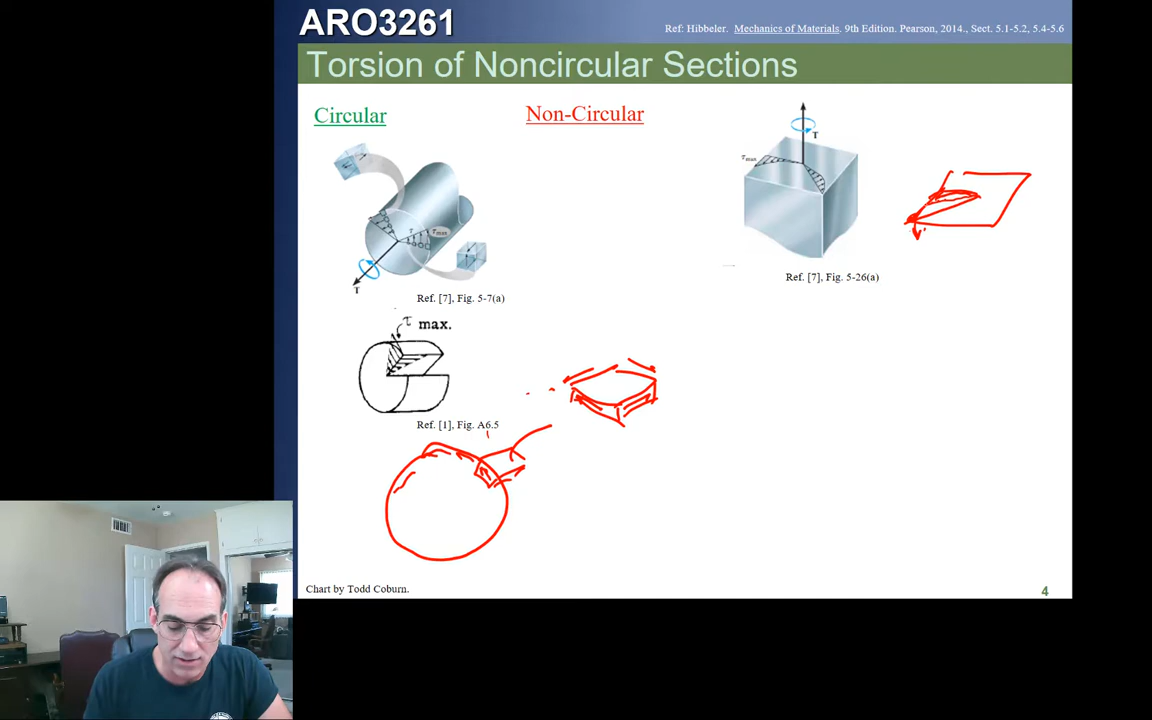 ARO3261
Ref: Hibbeler. Mechanics of Materials. 9th Edition. Pearson, 2014., Sect. 5.1-5.2, 5.4-5.6
Torsion of Noncircular Sections
Circular
Non-Circular
τmax
T
τ
τmax
T
Ref. [7], Fig. 5-26(a)
Ref. [7], Fig. 5-7(a)
τ max.
Ref. [1], Fig. A6.5
Chart by Todd Coburn.
4